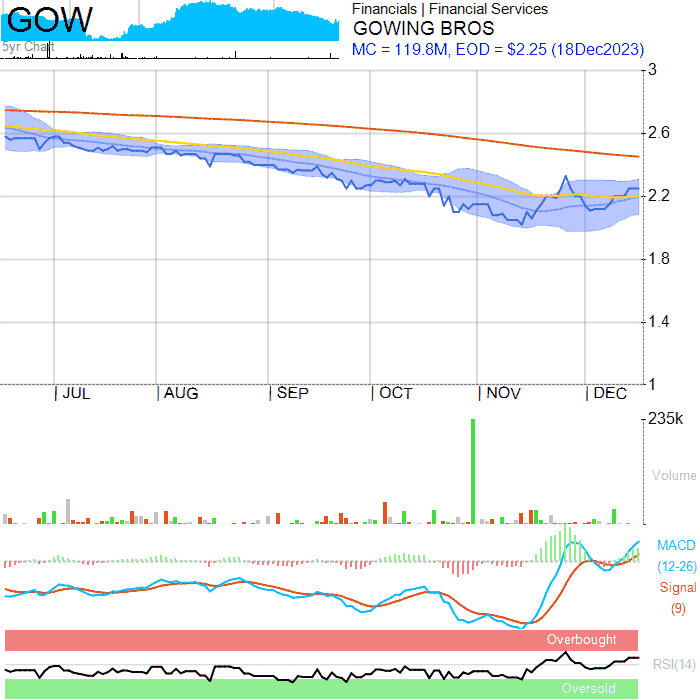 GOW
5yr Chart
Financials | Financial Services
GOWING BROS
MC = 119.8M, EOD = $2.25 (18Dec2023)
3
2.6
2.2
1.8
1.4
1
JUL AUG SEP OCT NOV DEC
235k
Volume
MACD
(12-26)
Signal
(9)
Overbought
RSI(14)
Oversold